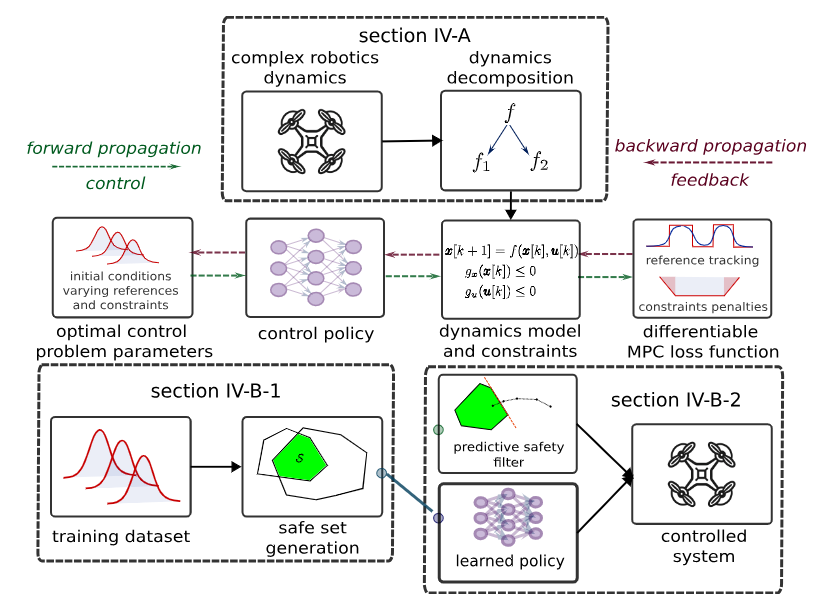 section IV-A
complex robotics
dynamics
dynamics
decomposition
f
f₁ f₂
forward propagation
control
backward propagation
feedback
initial conditions
varying references
and constraints
optimal control
problem parameters
control policy
x[k + 1] = f(x[k], u[k])
gₓ(x[k]) ≤ 0
gᵤ(u[k]) ≤ 0
dynamics model
and constraints
reference tracking
constraints penalties
differentiable
MPC loss function
section IV-B-1
training dataset
S
safe set
generation
section IV-B-2
predictive safety
filter
learned policy
controlled
system